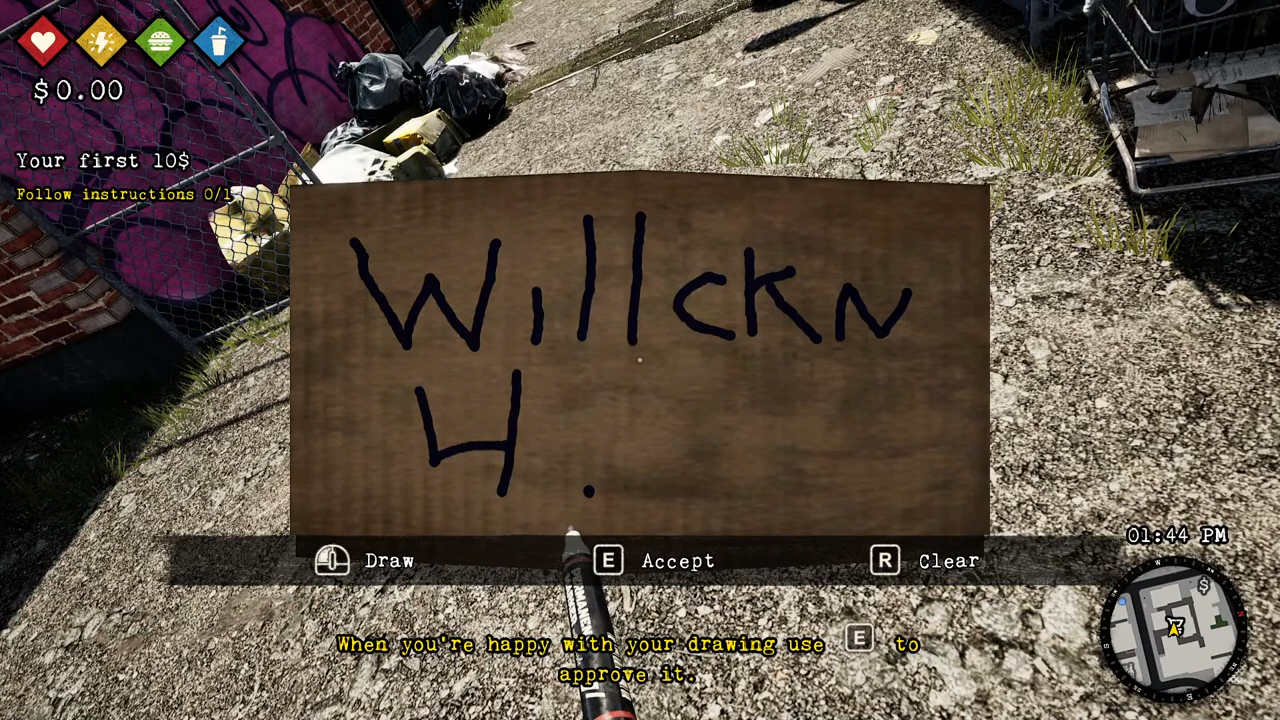 $0.00
Your first 10$
Follow instructions 0/1
Willckn
4.
Draw
E Accept
R Clear
01:44 PM
When you're happy with your drawing use E to
approve it.